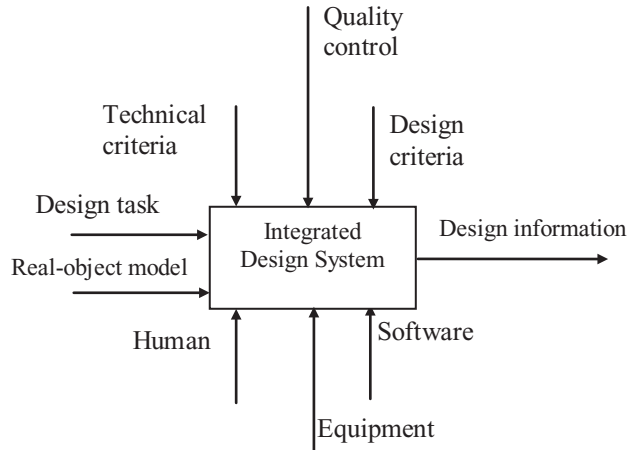 Quality
control
Technical
criteria
Design
criteria
Design task
Integrated
Design System
Design information
Real-object model
Human
Software
Equipment